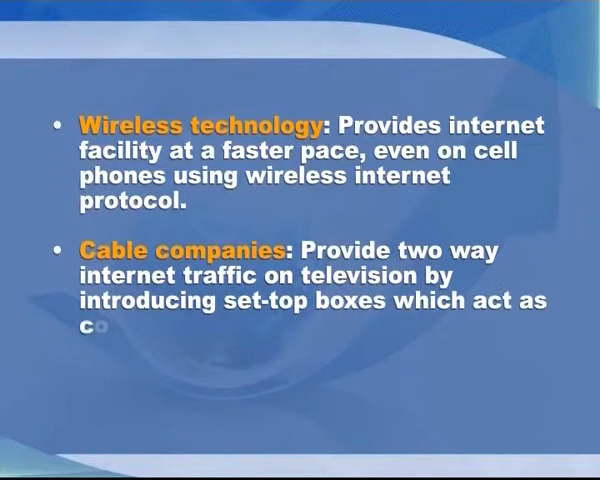 • Wireless technology: Provides internet
facility at a faster pace, even on cell
phones using wireless internet
protocol.
• Cable companies: Provide two way
internet traffic on television by
introducing set-top boxes which act as
co